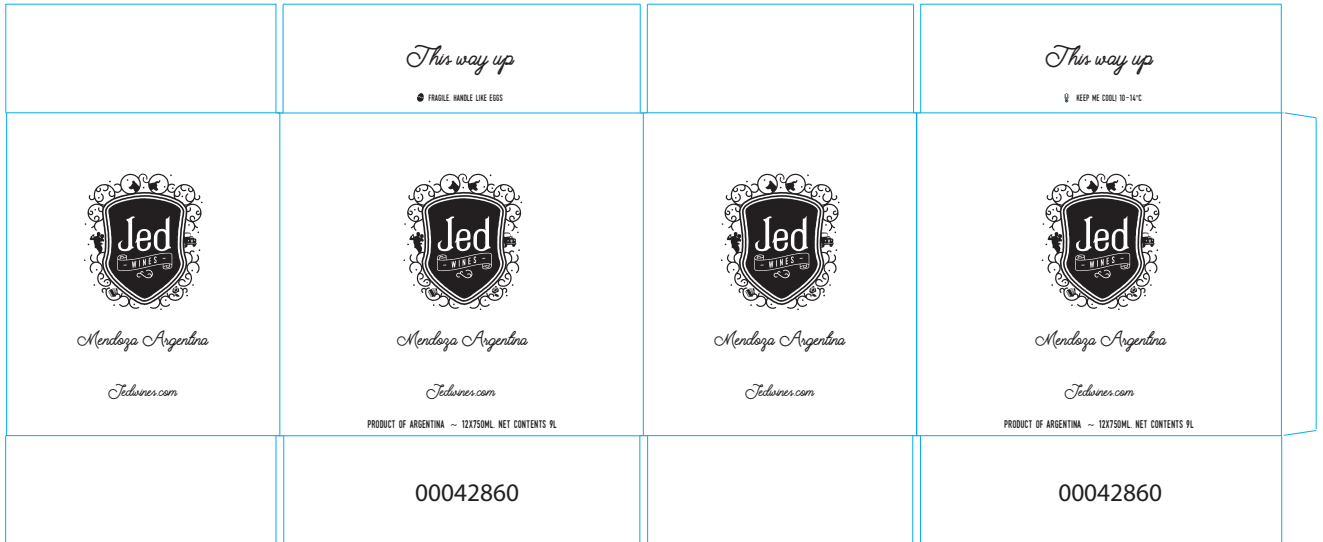 This way up
This way up
FRAGILE. HANDLE LIKE EGGS
KEEP ME COOL! 10-14°C
Jed
- WINES -
Mendoza Argentina
Jedwines.com
Jed
- WINES -
Mendoza Argentina
Jedwines.com
PRODUCT OF ARGENTINA ~ 12X750ML. NET CONTENTS 9L
Jed
- WINES -
Mendoza Argentina
Jedwines.com
Jed
- WINES -
Mendoza Argentina
Jedwines.com
PRODUCT OF ARGENTINA ~ 12X750ML. NET CONTENTS 9L
00042860
00042860